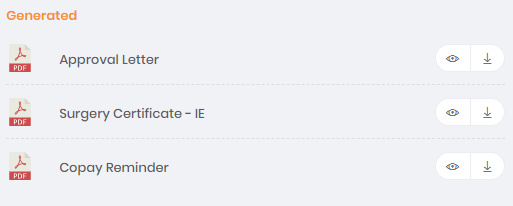 Generated
PDF
Approval Letter
PDF
Surgery Certificate - IE
PDF
Copay Reminder